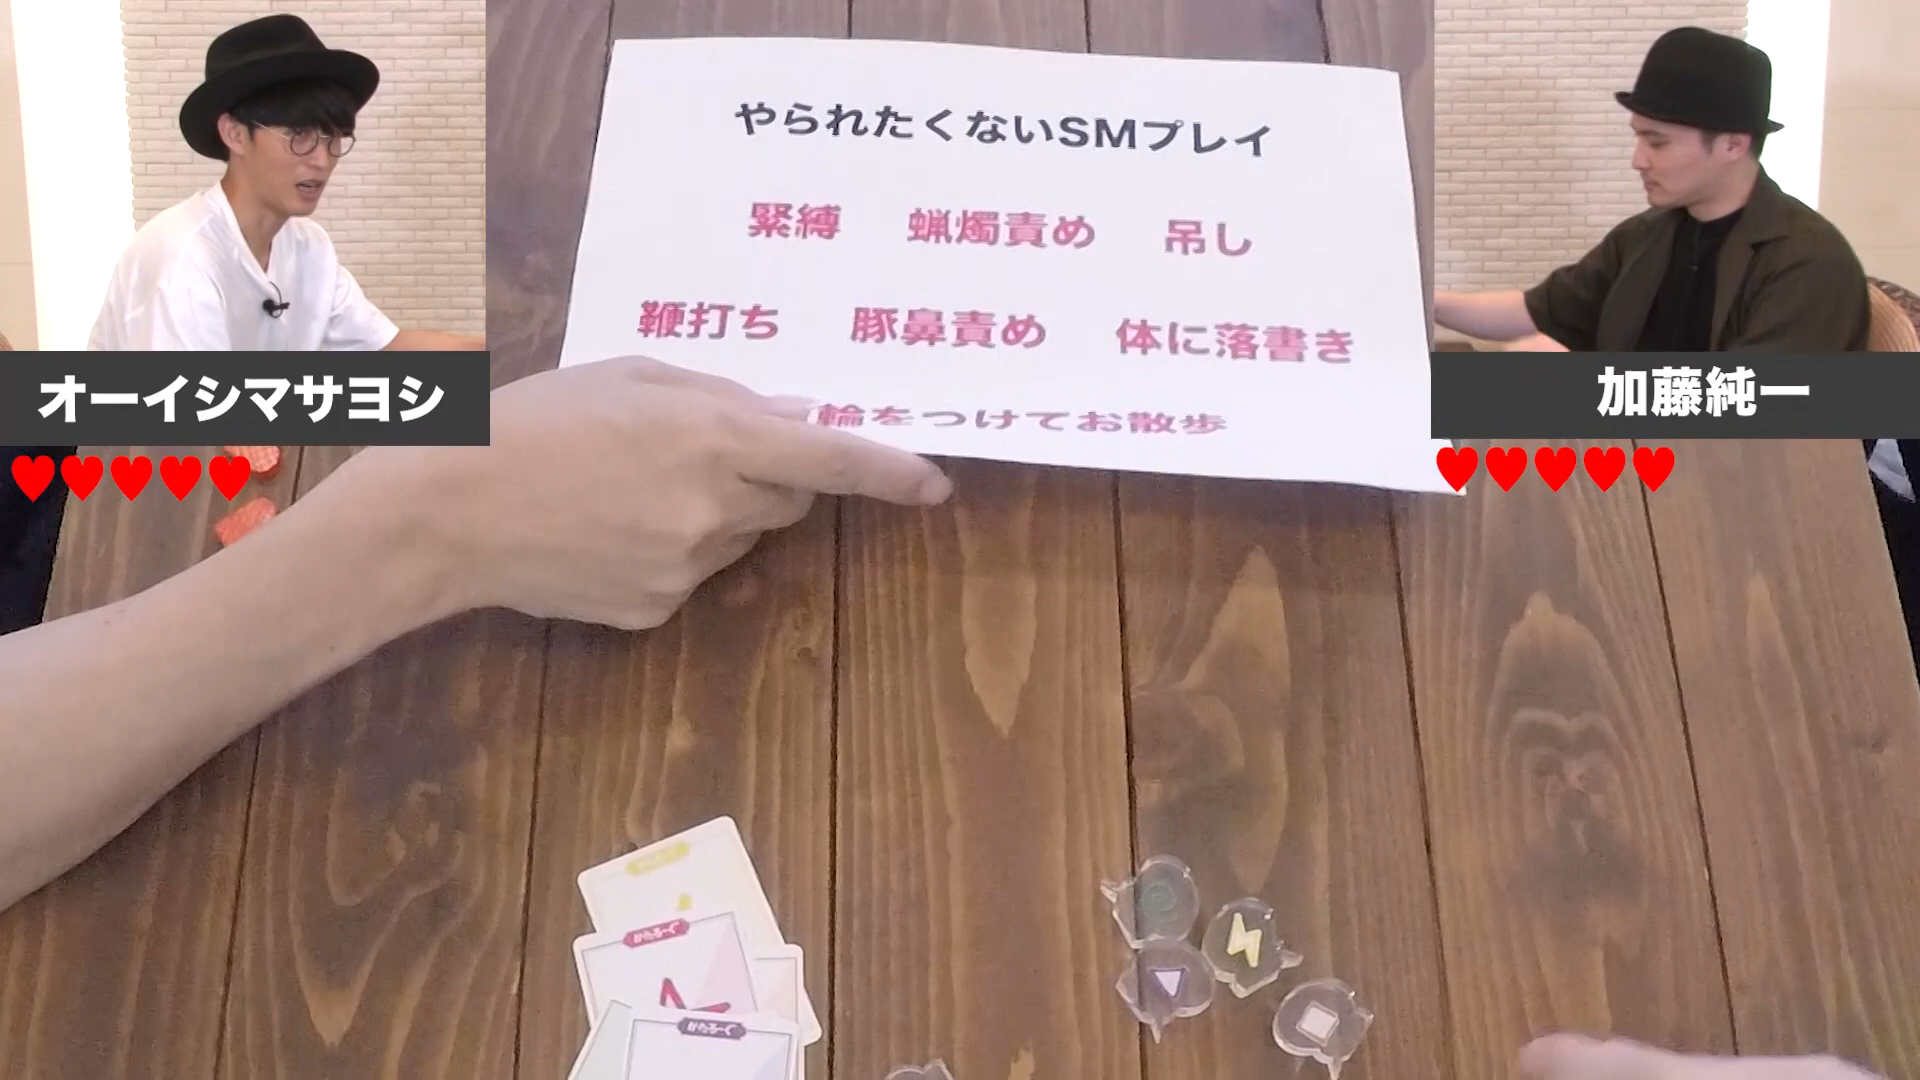 やられたくないSMプレイ
緊縛 蝋燭責め 吊し
鞭打ち 豚鼻責め 体に落書き
輪をつけてお散歩
オーイシマサヨシ
加藤純一